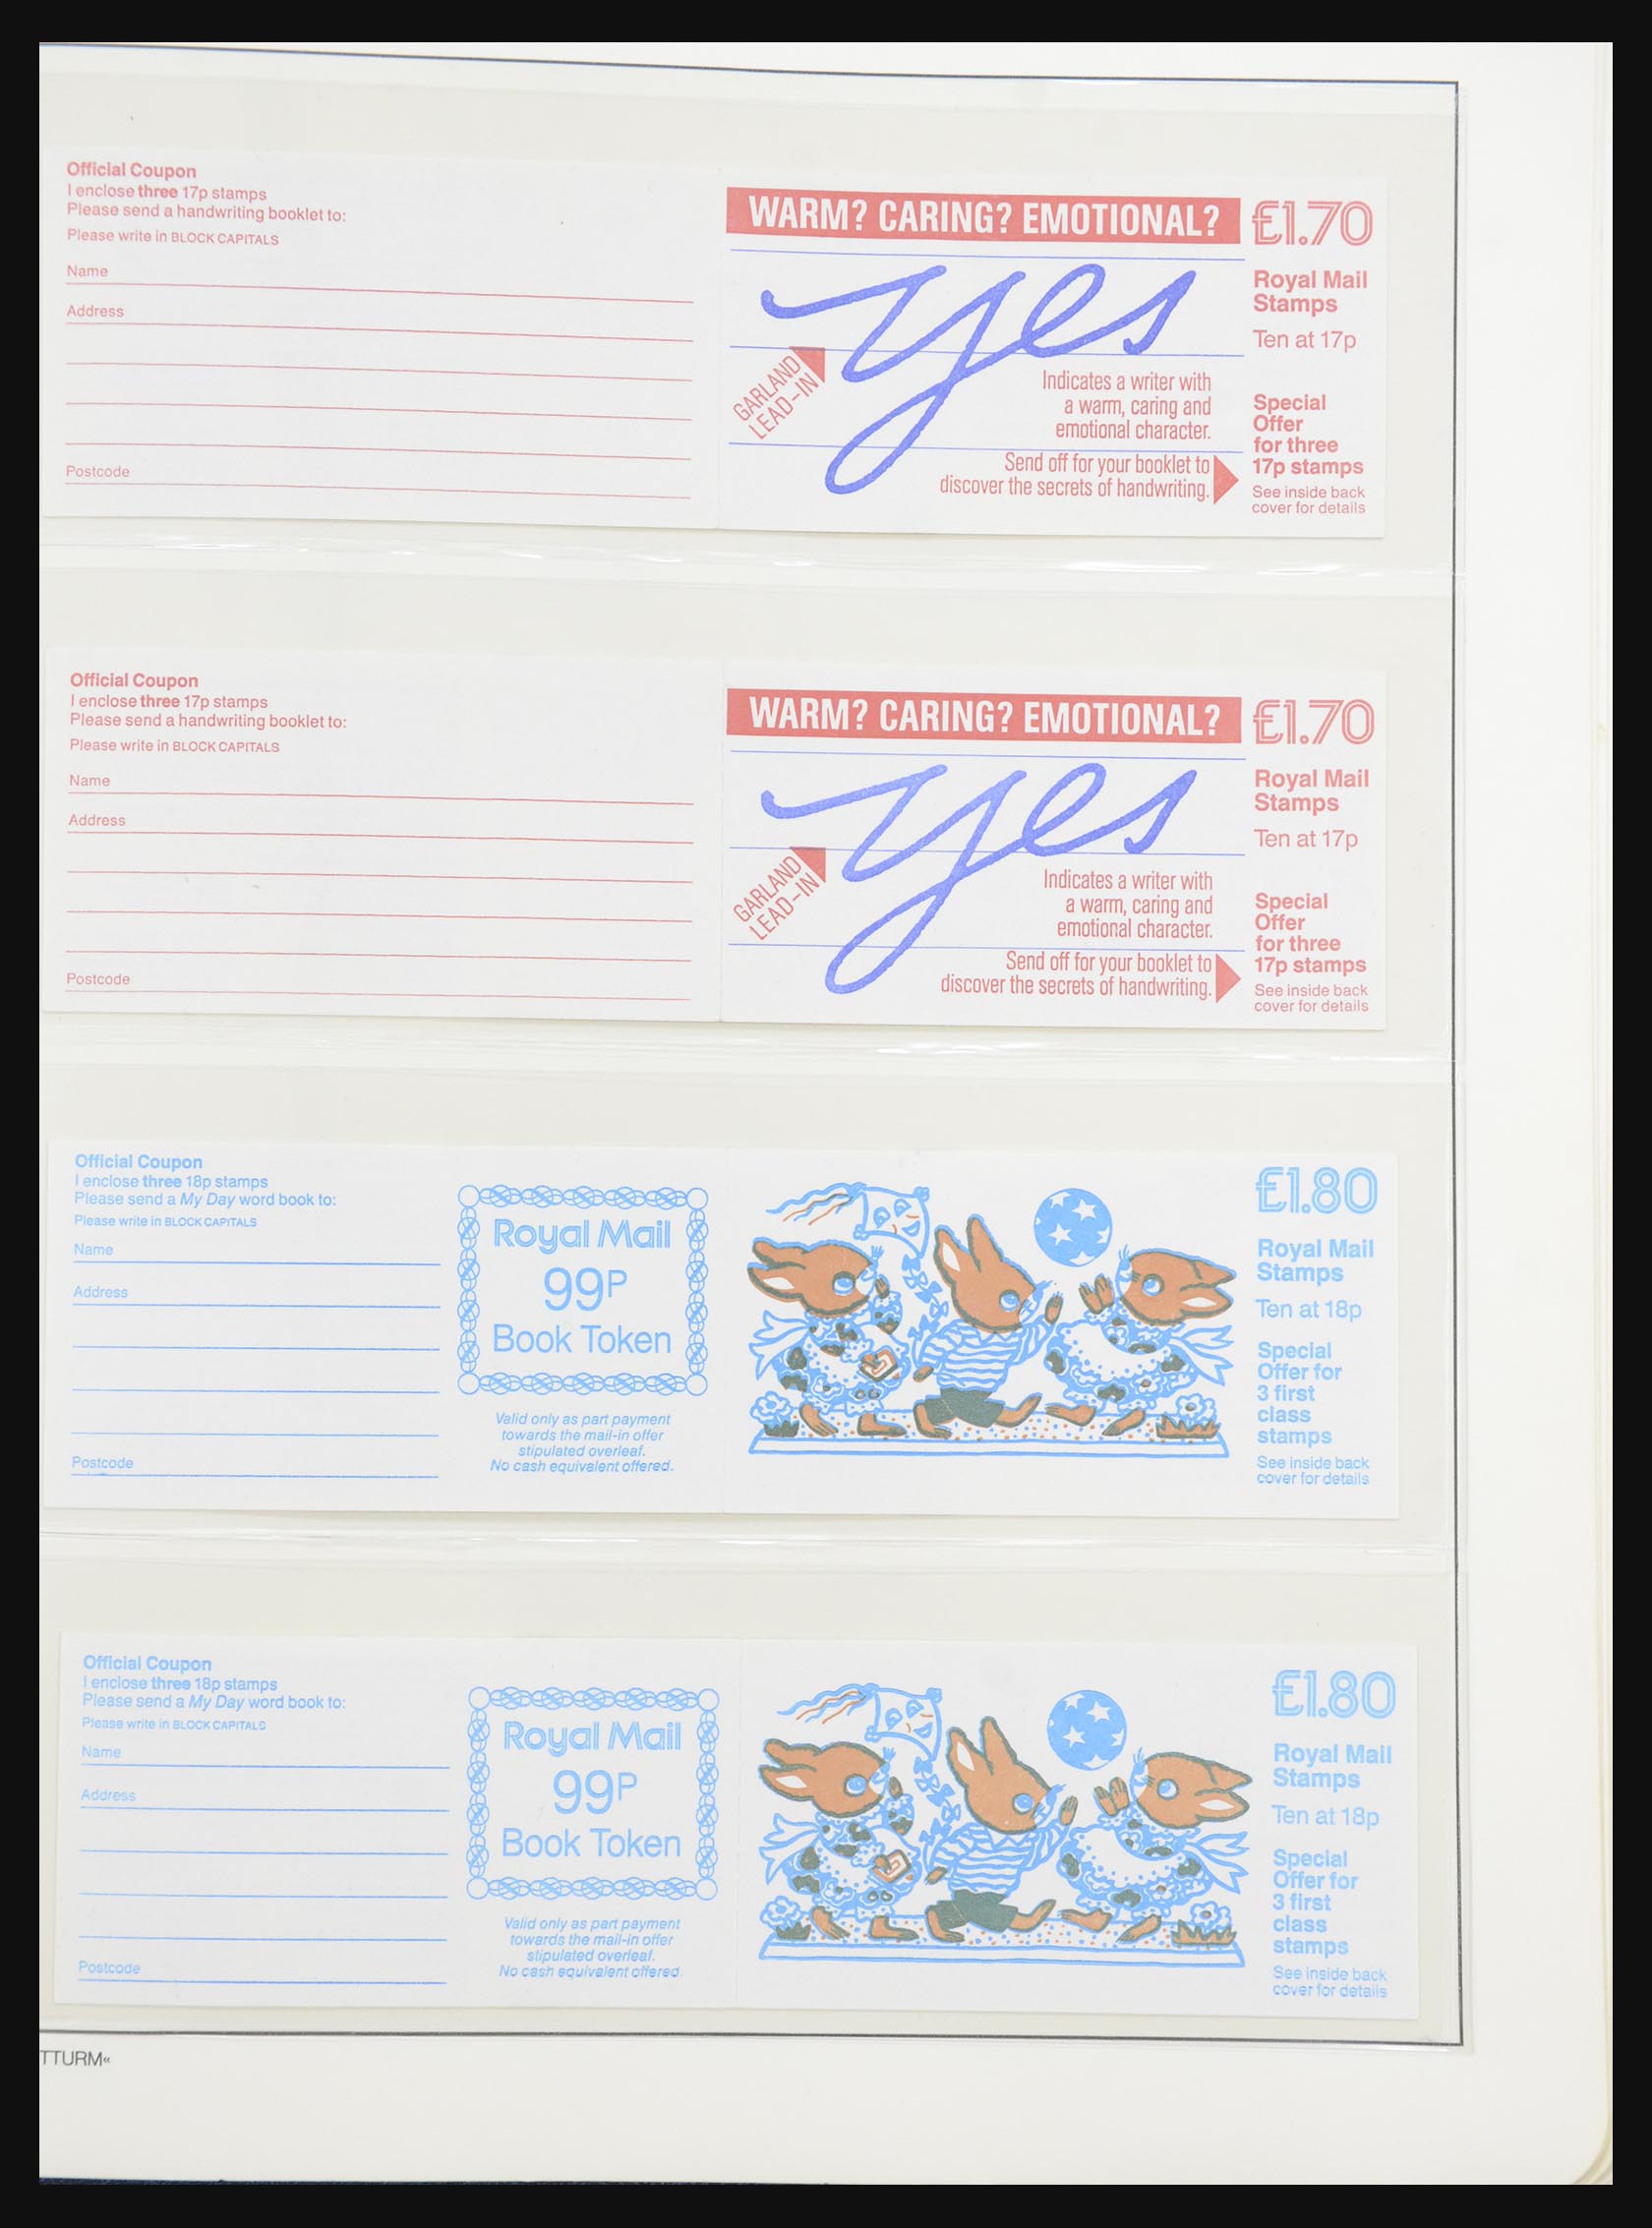 Official Coupon
I enclose three 17p stamps
Please send a handwriting booklet to:
Please write in BLOCK CAPITALS
Name
Address
Postcode
WARM? CARING? EMOTIONAL?
yes
GARLAND
LEAD-IN
Indicates a writer with
a warm, caring and
emotional character.
Send off for your booklet to
discover the secrets of handwriting.
£1.70
Royal Mail
Stamps
Ten at 17p
Special
Offer
for three
17p stamps
See inside back
cover for details
Official Coupon
I enclose three 17p stamps
Please send a handwriting booklet to:
Please write in BLOCK CAPITALS
Name
Address
Postcode
WARM? CARING? EMOTIONAL?
yes
GARLAND
LEAD-IN
Indicates a writer with
a warm, caring and
emotional character.
Send off for your booklet to
discover the secrets of handwriting.
£1.70
Royal Mail
Stamps
Ten at 17p
Special
Offer
for three
17p stamps
See inside back
cover for details
Official Coupon
I enclose three 18p stamps
Please send a My Day word book to:
Please write in BLOCK CAPITALS
Name
Address
Postcode
Royal Mail
99P
Book Token
Valid only as part payment
towards the mail-in offer
stipulated overleaf.
No cash equivalent offered.
£1.80
Royal Mail
Stamps
Ten at 18p
Special
Offer for
3 first
class
stamps
See inside back
cover for details
Official Coupon
I enclose three 18p stamps
Please send a My Day word book to:
Please write in BLOCK CAPITALS
Name
Address
Postcode
Royal Mail
99P
Book Token
Valid only as part payment
towards the mail-in offer
stipulated overleaf.
No cash equivalent offered.
£1.80
Royal Mail
Stamps
Ten at 18p
Special
Offer for
3 first
class
stamps
See inside back
cover for details
TTURM«